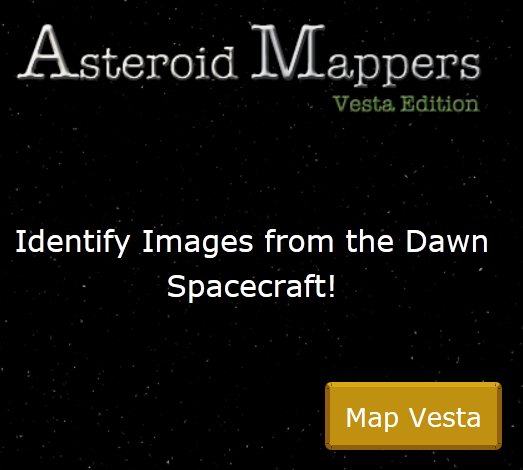 Asteroid Mappers
Vesta Edition
Identify Images from the Dawn
Spacecraft!
Map Vesta